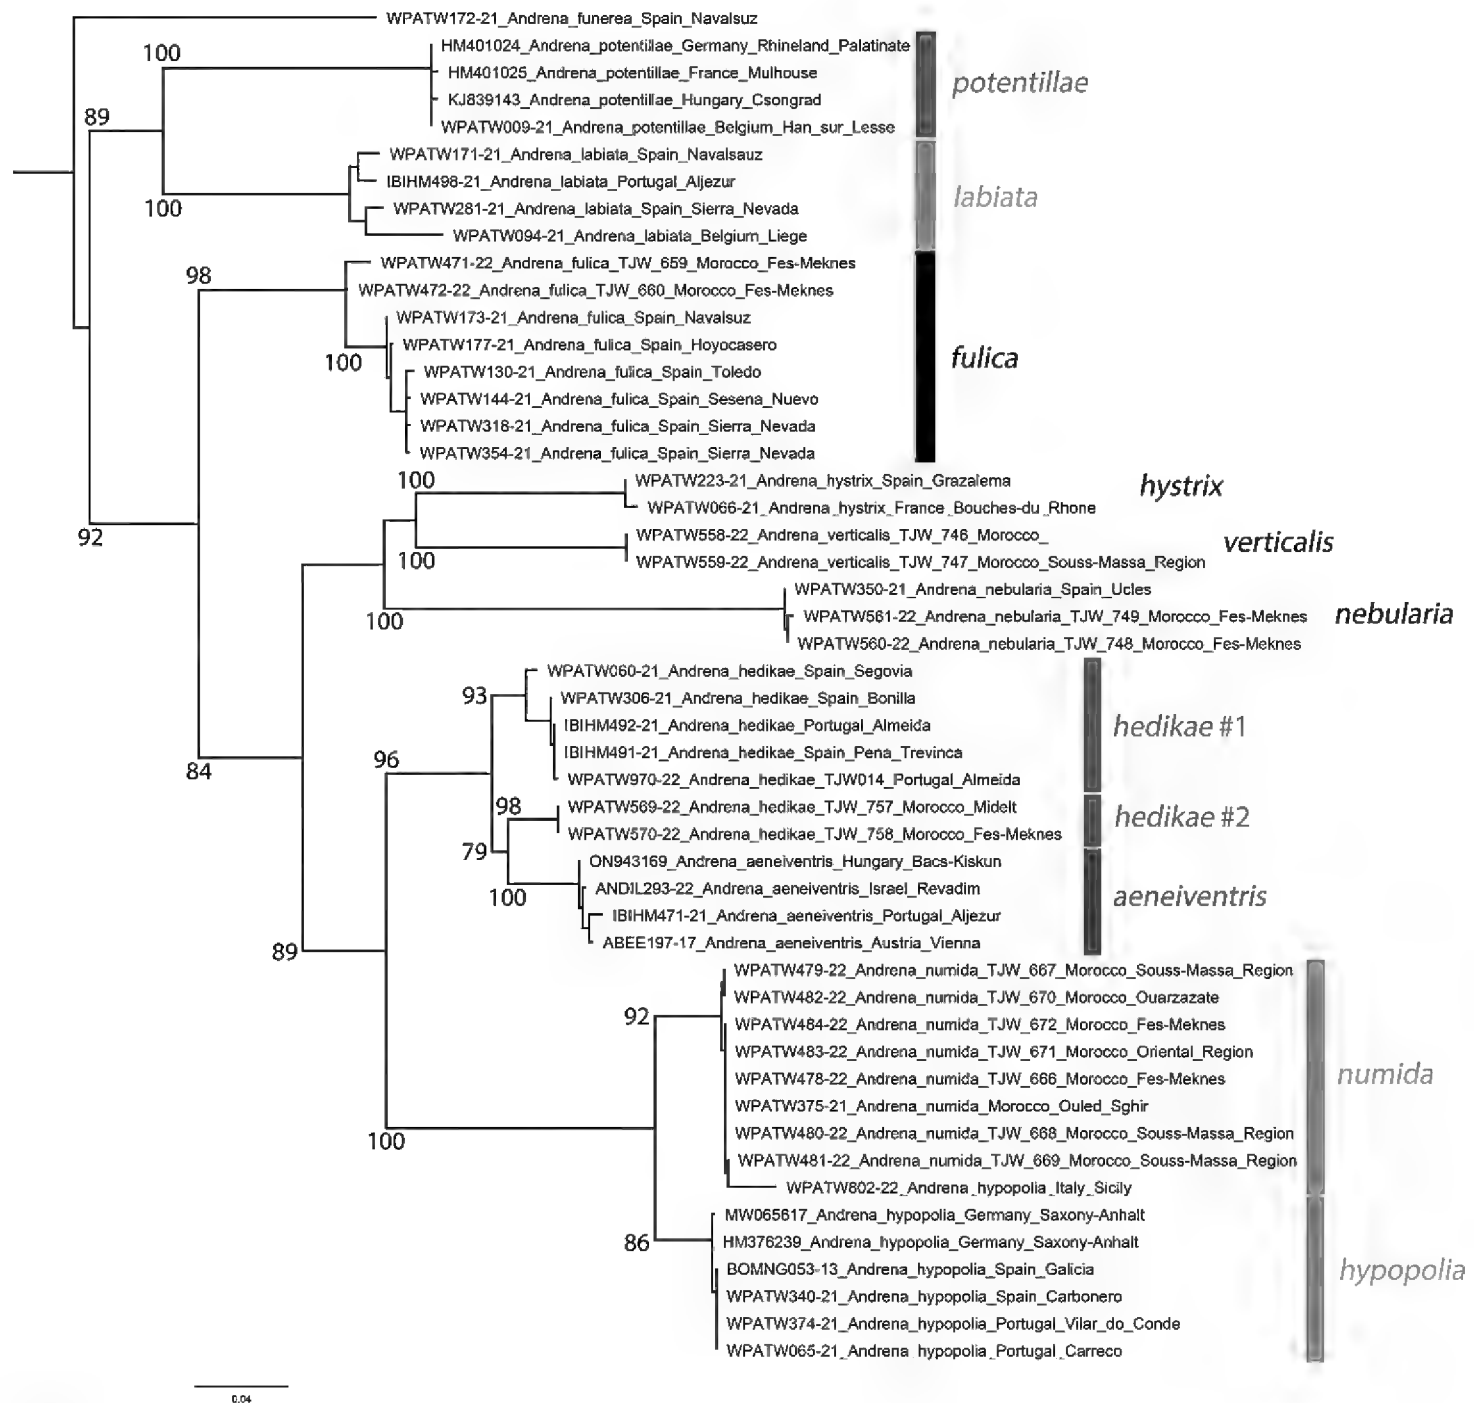 WPATW172-21_Andrena_funerea_Spain_Navalsuz
HM401024_Andrena_potentillae_Germany_Rhineland_Palatinate
100
HM401025_Andrena_potentillae_France_Mulhouse
potentillae
KJ839143_Andrena_potentillae_Hungary_Csongrad
89
WPATW009-21_Andrena_potentillae_Belgium_Han_sur_Lesse
WPATW171-21_Andrena_labiata_Spain_Navalsauz
IBIHM498-21_Andrena_labiata_Portugal_Aljezur
labiata
100
WPATW281-21_Andrena_labiata_Spain_Sierra_Nevada
WPATW094-21_Andrena_labiata_Belgium_Liege
WPATW471-22_Andrena_fulica_TJW_659_Morocco_Fes-Meknes
98
WPATW472-22_Andrena_fulica_TJW_660_Morocco_Fes-Meknes
WPATW173-21_Andrena_fulica_Spain_Navalsuz
WPATW177-21_Andrena_fulica_Spain_Hoyocasero
fulica
100
WPATW130-21_Andrena_fulica_Spain_Toledo
WPATW144-21_Andrena_fulica_Spain_Sesena_Nuevo
WPATW318-21_Andrena_fulica_Spain_Sierra_Nevada
WPATW354-21_Andrena_fulica_Spain_Sierra_Nevada
100
WPATW223-21_Andrena_hystrix_Spain_Grazalema
hystrix
WPATW066-21_Andrena_hystrix_France_Bouches-du_Rhone
92
WPATW558-22_Andrena_verticalis_TJW_746_Morocco_
verticalis
100
WPATW559-22_Andrena_verticalis_TJW_747_Morocco_Souss-Massa_Region
WPATW350-21_Andrena_nebularia_Spain_Ucles
100
WPATW561-22_Andrena_nebularia_TJW_749_Morocco_Fes-Meknes
nebularia
WPATW560-22_Andrena_nebularia_TJW_748_Morocco_Fes-Meknes
WPATW060-21_Andrena_hedikae_Spain_Segovia
93
WPATW306-21_Andrena_hedikae_Spain_Bonilla
IBIHM492-21_Andrena_hedikae_Portugal_Almeida
hedikae #1
IBIHM491-21_Andrena_hedikae_Spain_Pena_Trevinca
96
84
WPATW970-22_Andrena_hedikae_TJW014_Portugal_Almeida
98
WPATW569-22_Andrena_hedikae_TJW_757_Morocco_Midelt
hedikae #2
WPATW570-22_Andrena_hedikae_TJW_758_Morocco_Fes-Meknes
79
ON943169_Andrena_aeneiventris_Hungary_Bacs-Kiskun
100
ANDIL293-22_Andrena_aeneiventris_Israel_Revadim
aeneiventris
IBIHM471-21_Andrena_aeneiventris_Portugal_Aljezur
ABEE197-17_Andrena_aeneiventris_Austria_Vienna
89
WPATW479-22_Andrena_numida_TJW_667_Morocco_Souss-Massa_Region
WPATW482-22_Andrena_numida_TJW_670_Morocco_Ouarzazate
92
WPATW484-22_Andrena_numida_TJW_672_Morocco_Fes-Meknes
WPATW483-22_Andrena_numida_TJW_671_Morocco_Oriental_Region
WPATW478-22_Andrena_numida_TJW_666_Morocco_Fes-Meknes
numida
WPATW375-21_Andrena_numida_Morocco_Ouled_Sghir
100
WPATW480-22_Andrena_numida_TJW_668_Morocco_Souss-Massa_Region
WPATW481-22_Andrena_numida_TJW_669_Morocco_Souss-Massa_Region
WPATW802-22_Andrena_hypopolia_Italy_Sicily
MW065617_Andrena_hypopolia_Germany_Saxony-Anhalt
86
HM376239_Andrena_hypopolia_Germany_Saxony-Anhalt
BOMNG053-13_Andrena_hypopolia_Spain_Galicia
hypopolia
WPATW340-21_Andrena_hypopolia_Spain_Carbonero
WPATW374-21_Andrena_hypopolia_Portugal_Vilar_do_Conde
WPATW065-21_Andrena_hypopolia_Portugal_Carreco
0.04